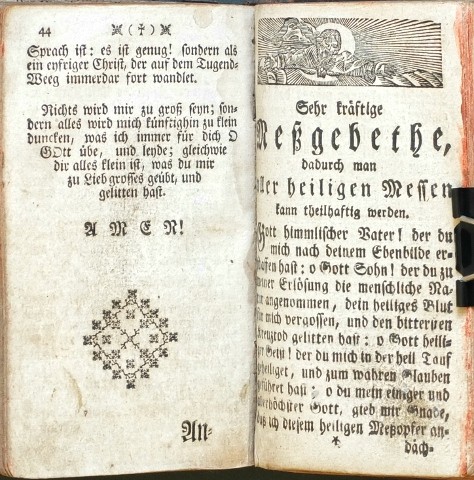 44 (†)
Sprach ist: es ist genug! sondern als
ein eyfriger Christ, der auf dem Tugend-
Weeg immerdar fort wandlet.
Nichts wird mir zu groß seyn; son-
dern alles wird mich künfftighin zu klein
duncken, was ich immer für dich O
GOtt übe, und leyde; gleichwie
dir alles klein ist, was du mir
zu Lieb grosses geübt, und
gelitten hast.
A M E N!
An-
Sehr kräftige
Meßgebethe,
dadurch man
aller heiligen Messen
kann theilhaftig werden.
Gott himmlischer Vater! der du
mich nach deinem Ebenbilde er-
schaffen hast: o Gott Sohn! der du zu
meiner Erlösung die menschliche Na-
tur angenommen, dein heiliges Blut
für mich vergossen, und den bittersten
Kreuztod gelitten hast: o Gott heili-
ger Geist! der du mich in der heil Tauf
geheiliget, und zum wahren Glauben
geführet hast: o du mein einiger und
allerhöchster Gott, gieb mir Gnade,
daß ich diesem heiligen Meßopfer an-
* däch-